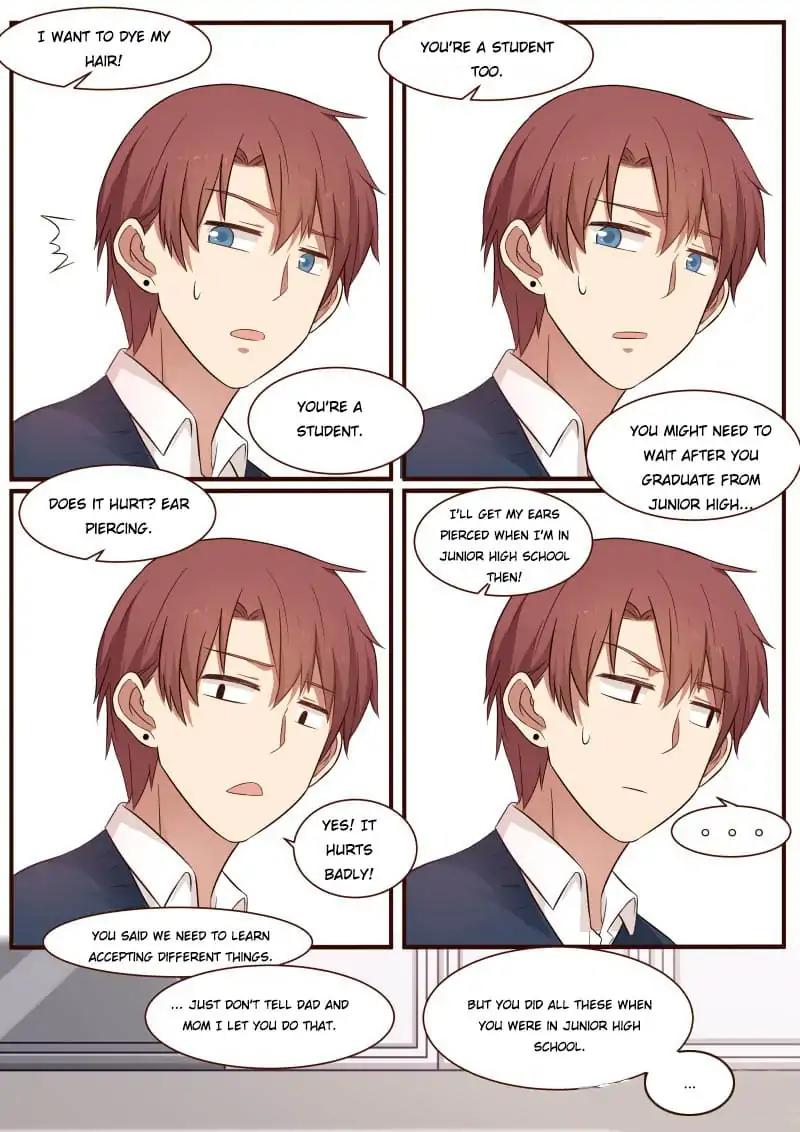 I WANT TO DYE MY
HAIR!
YOU'RE A
STUDENT.
YOU'RE A STUDENT
TOO.
YOU MIGHT NEED TO
WAIT AFTER YOU
GRADUATE FROM
JUNIOR HIGH...
DOES IT HURT? EAR
PIERCING.
YES! IT
HURTS
BADLY!
I'LL GET MY EARS
PIERCED WHEN I'M IN
JUNIOR HIGH SCHOOL
THEN!
。。。
YOU SAID WE NEED TO LEARN
ACCEPTING DIFFERENT THINGS.
... JUST DON'T TELL DAD AND
MOM I LET YOU DO THAT.
BUT YOU DID ALL THESE WHEN
YOU WERE IN JUNIOR HIGH
SCHOOL.
...